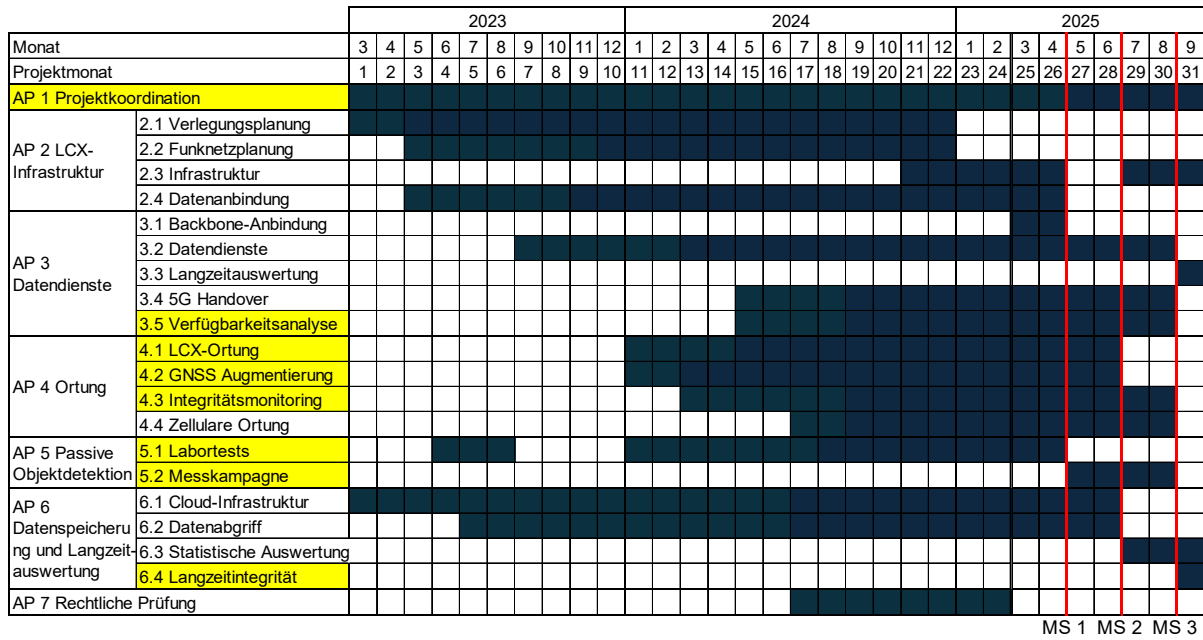 2023 2024 2025
Monat 3 4 5 6 7 8 9 10 11 12 1 2 3 4 5 6 7 8 9 10 11 12 1 2 3 4 5 6 7 8 9
Projektmonat 1 2 3 4 5 6 7 8 9 10 11 12 13 14 15 16 17 18 19 20 21 22 23 24 25 26 27 28 29 30 31
AP 1 Projektkoordination
AP 2 LCX-
Infrastruktur
2.1 Verlegungsplanung
2.2 Funknetzplanung
2.3 Infrastruktur
2.4 Datenanbindung
AP 3
Datendienste
3.1 Backbone-Anbindung
3.2 Datendienste
3.3 Langzeitauswertung
3.4 5G Handover
3.5 Verfügbarkeitsanalyse
AP 4 Ortung
4.1 LCX-Ortung
4.2 GNSS Augmentierung
4.3 Integritätsmonitoring
4.4 Zellulare Ortung
AP 5 Passive
Objektdetektion
5.1 Labortests
5.2 Messkampagne
AP 6
Datenspeicheru
ng und Langzeit-
auswertung
6.1 Cloud-Infrastruktur
6.2 Datenabgriff
6.3 Statistische Auswertung
6.4 Langzeitintegrität
AP 7 Rechtliche Prüfung
MS 1 MS 2 MS 3